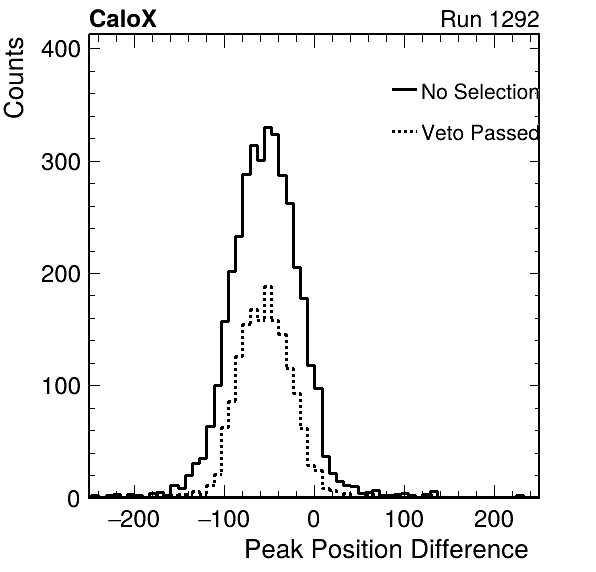 CaloX Run 1292
Counts
400
No Selection
Veto Passed
300
200
100
0
−200 −100 0 100 200
Peak Position Difference